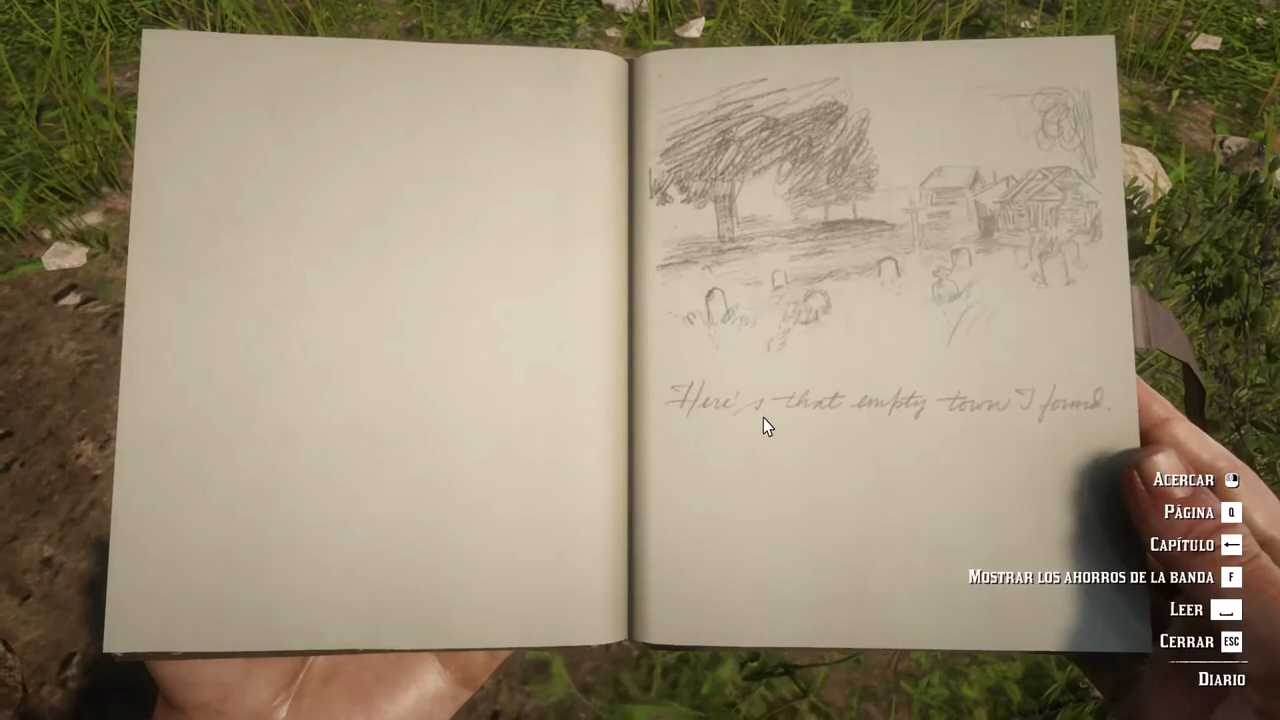 Here's that empty town I found.
ACERCAR
PÁGINA Q
CAPÍTULO ←
MOSTRAR LOS AHORROS DE LA BANDA F
LEER
CERRAR ESC
DIARIO